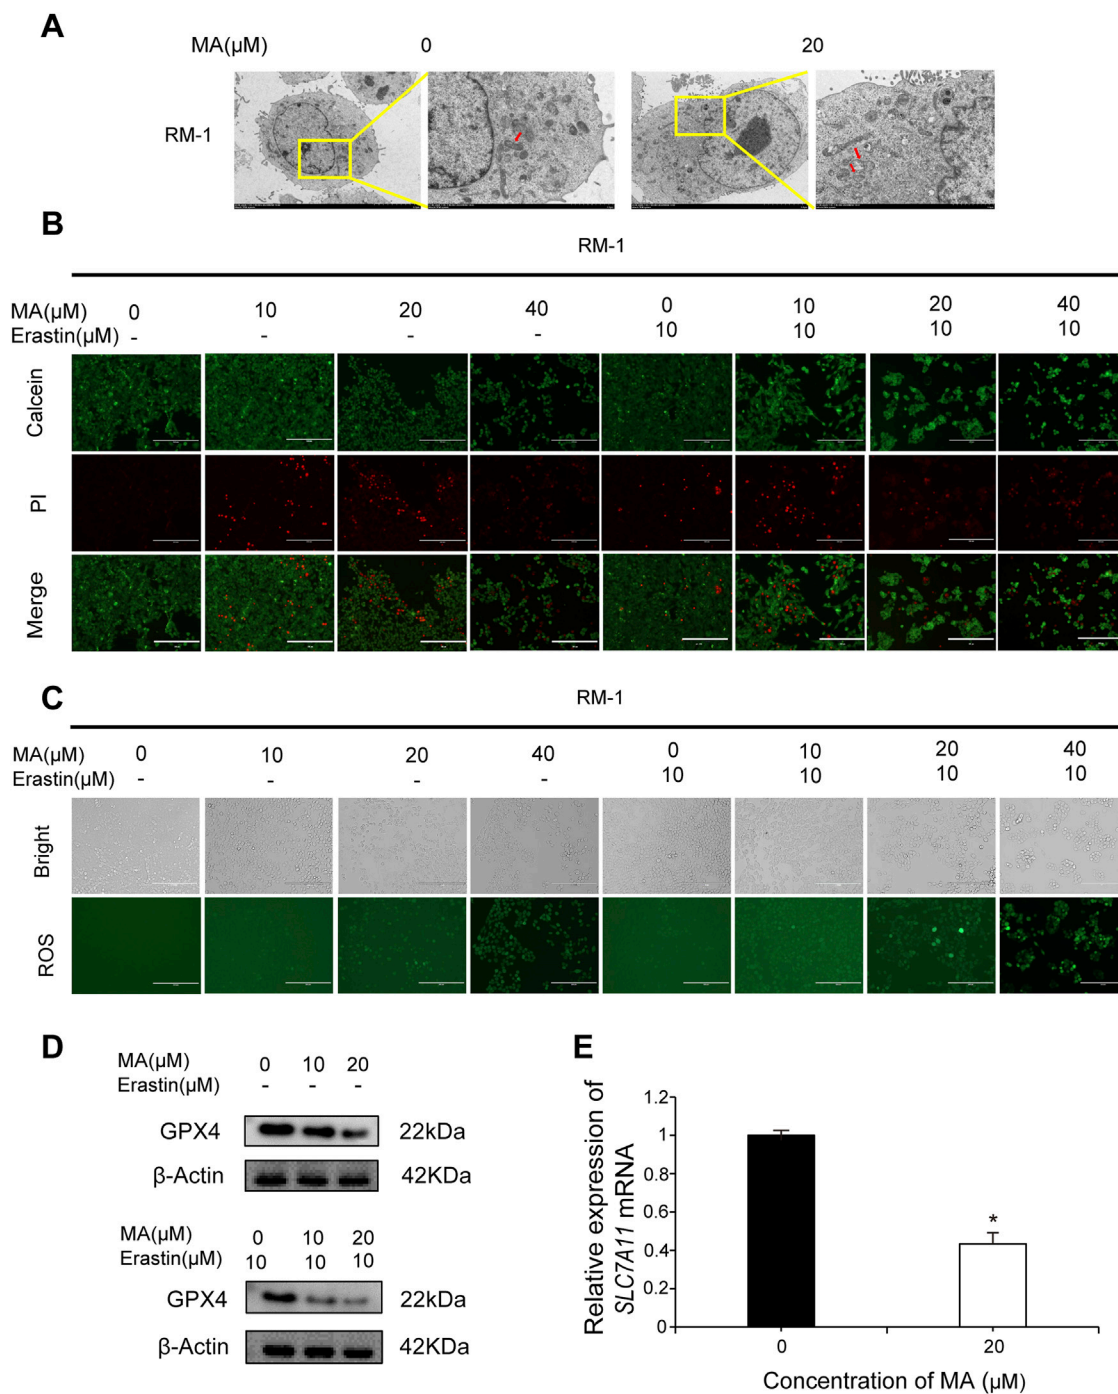 A
MA(µM) 0 20
RM-1
B
RM-1
MA(µM) 0 10 20 40 0 10 20 40
Erastin(µM) - - - - 10 10 10 10
Calcein
PI
Merge
C
RM-1
MA(µM) 0 10 20 40 0 10 20 40
Erastin(µM) - - - - 10 10 10 10
Bright
ROS
D
MA(µM) 0 10 20
Erastin(µM) - - -
GPX4 22kDa
β-Actin 42KDa
MA(µM) 0 10 20
Erastin(µM) 10 10 10
GPX4 22kDa
β-Actin 42KDa
E
Relative expression of
SLC7A11 mRNA
1.2
1
0.8
0.6
0.4
0.2
0
*
0 20
Concentration of MA (µM)